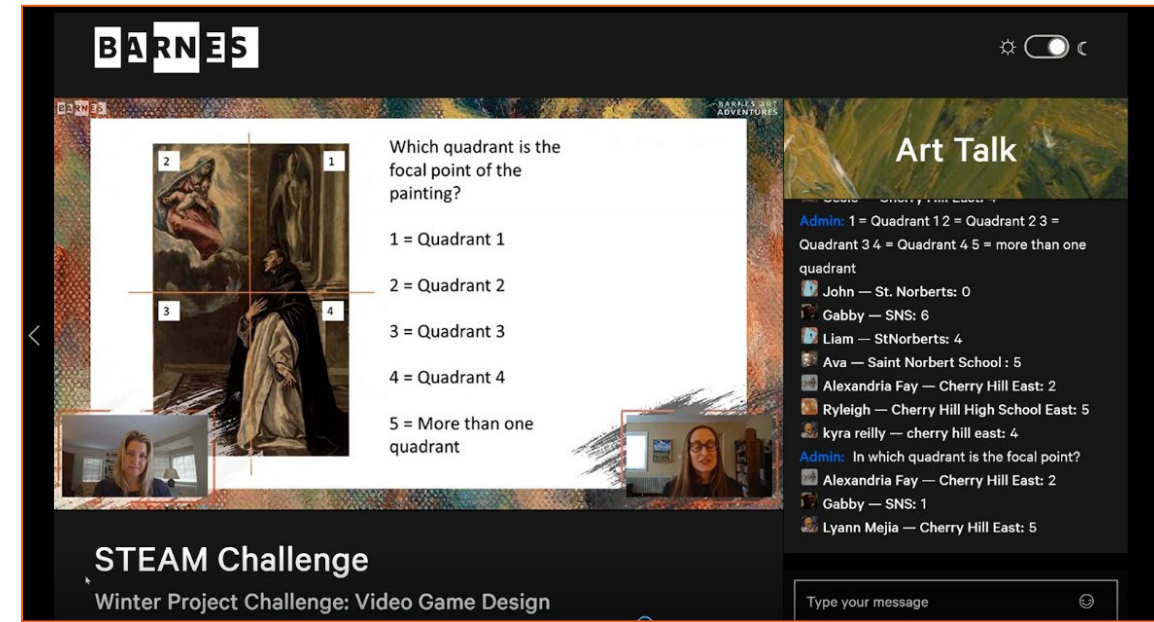 BARNES
BARNES
BARNES ART
ADVENTURES
2
1
3
4
Which quadrant is the
focal point of the
painting?
1 = Quadrant 1
2 = Quadrant 2
3 = Quadrant 3
4 = Quadrant 4
5 = More than one
quadrant
STEAM Challenge
Winter Project Challenge: Video Game Design
Art Talk
Cherry Hill East: 4
Admin: 1 = Quadrant 1 2 = Quadrant 2 3 =
Quadrant 3 4 = Quadrant 4 5 = more than one
quadrant
John — St. Norberts: 0
Gabby — SNS: 6
Liam — StNorberts: 4
Ava — Saint Norbert School : 5
Alexandria Fay — Cherry Hill East: 2
Ryleigh — Cherry Hill High School East: 5
kyra reilly — cherry hill east: 4
Admin: In which quadrant is the focal point?
Alexandria Fay — Cherry Hill East: 2
Gabby — SNS: 1
Lyann Mejia — Cherry Hill East: 5
Type your message